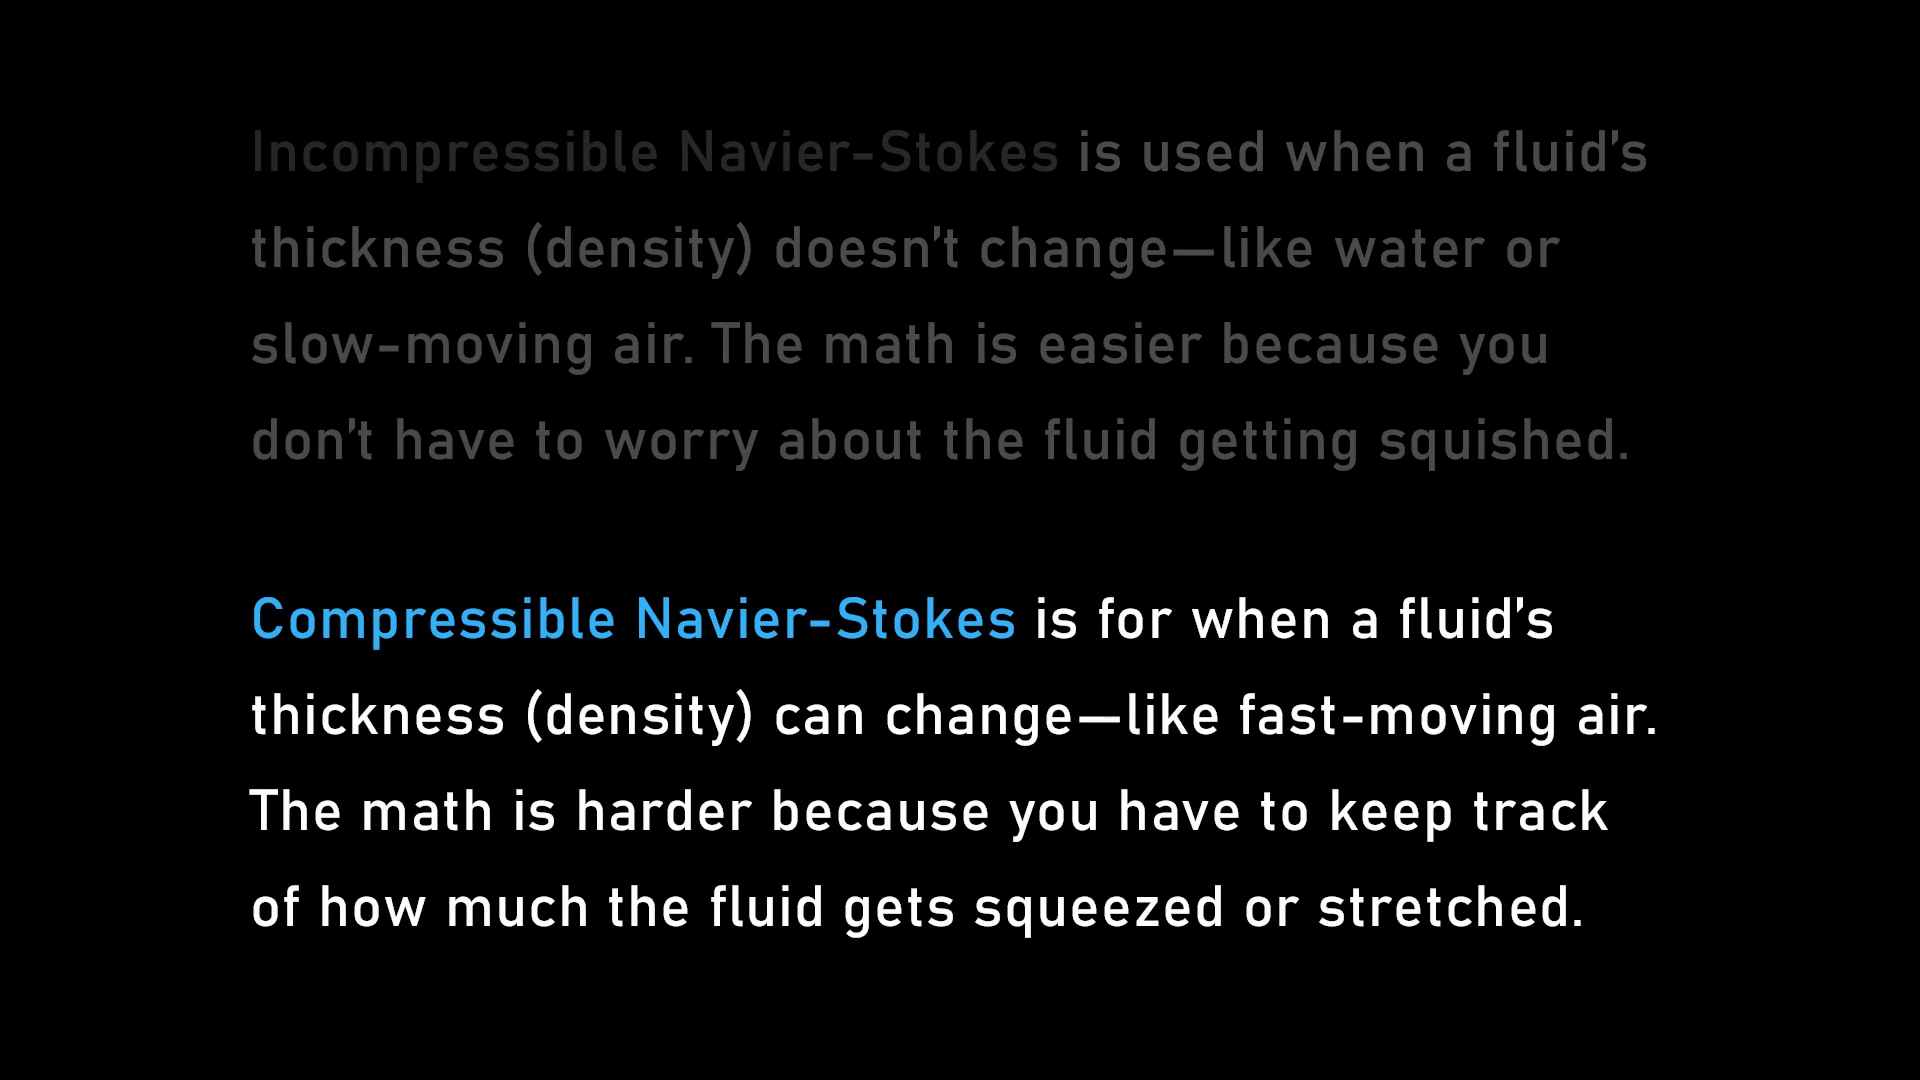 Incompressible Navier-Stokes is used when a fluid’s
thickness (density) doesn’t change—like water or
slow-moving air. The math is easier because you
don’t have to worry about the fluid getting squished.
Compressible Navier-Stokes is for when a fluid’s
thickness (density) can change—like fast-moving air.
The math is harder because you have to keep track
of how much the fluid gets squeezed or stretched.